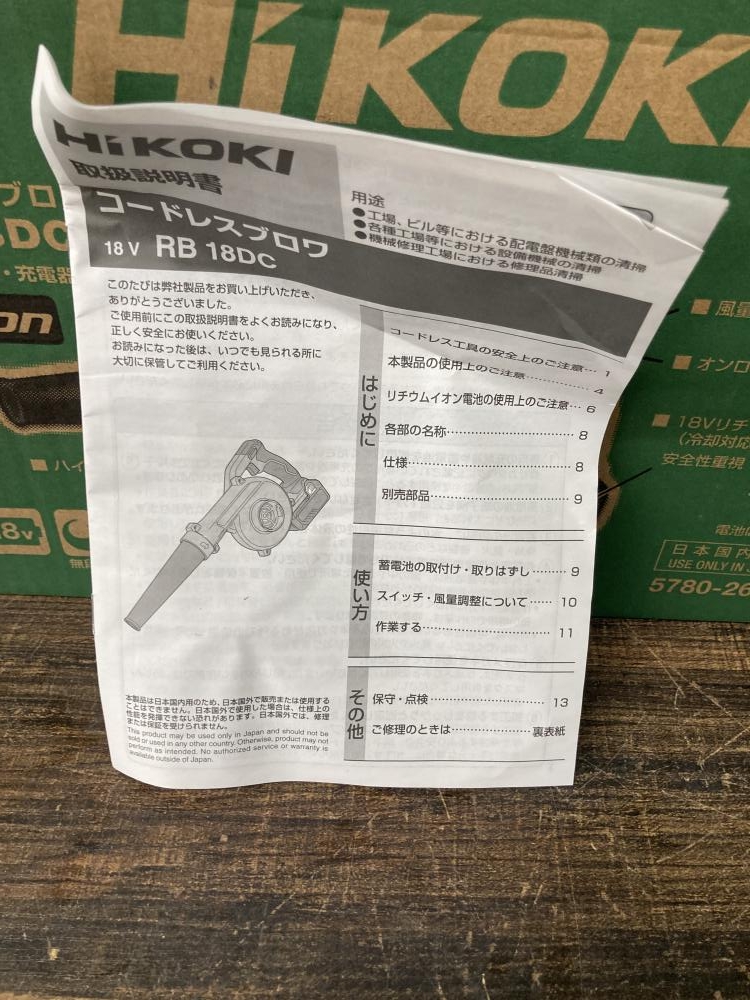 HiKOKI
HiKOKI
取扱説明書
コードレスブロワ
18 V RB 18DC
用途
●工場、ビル等における配電盤機械類の清掃
●各種工場等における設備機械の清掃
●機械修理工場における修理品清掃
このたびは弊社製品をお買い上げいただき、
ありがとうございました。
ご使用前にこの取扱説明書をよくお読みになり、
正しく安全にお使いください。
お読みになった後は、いつでも見られる所に
大切に保管してご利用ください。
はじめに
コードレス工具の安全上のご注意… 1
本製品の使用上のご注意………… 4
リチウムイオン電池の使用上のご注意… 6
各部の名称………………… 8
仕様………………………… 8
別売部品…………………… 9
使い方
蓄電池の取付け・取りはずし……… 9
スイッチ・風量調整について…… 10
作業する………………… 11
その他
保守・点検……………… 13
ご修理のときは…………… 裏表紙
本製品は日本国内用のため、日本国外で販売または使用する
ことはできません。日本国外で使用した場合は、仕様上の
性能を発揮できない恐れがあります。日本国外では、修理
または保証を受けられません。
This product may be used only in Japan and should not be
sold or used in any other country. Otherwise, product may not
perform as intended. No authorized service or warranty is
available outside of Japan.
ブロ
DC
・充電器
on
■ハイ
8V
無段
■風量
■オンロ
■18Vリチ
（冷却対応
安全性重視
電池は
日本国内
USE ONLY IN J
5780-26